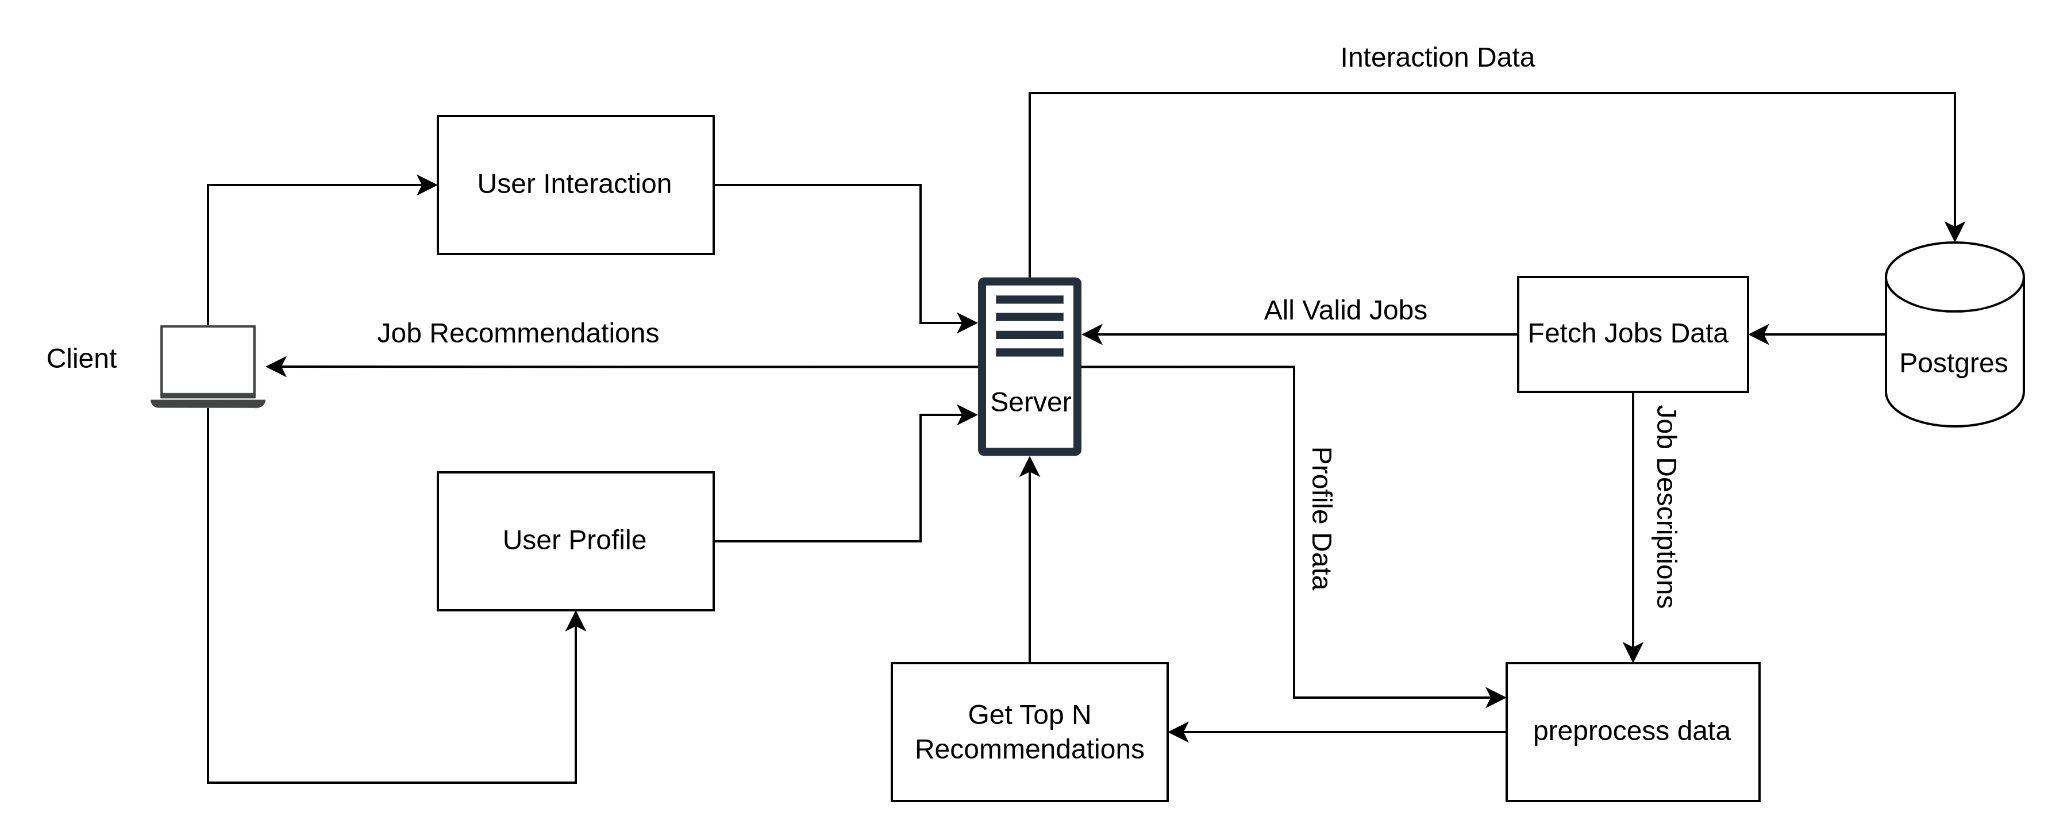 Interaction Data
User Interaction
Job Recommendations
Client
All Valid Jobs
Fetch Jobs Data
Postgres
Server
Job Descriptions
Profile Data
User Profile
Get Top N
Recommendations
preprocess data